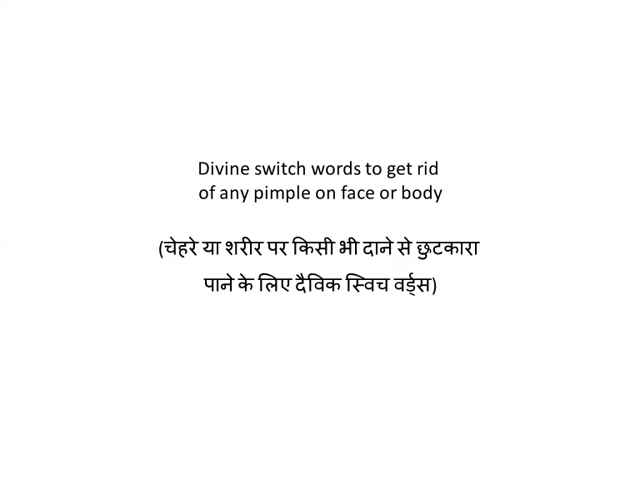 Divine switch words to get rid
of any pimple on face or body
(चेहरे या शरीर पर किसी भी दाने से छुटकारा
पाने के लिए दैविक स्विच वर्ड्स)